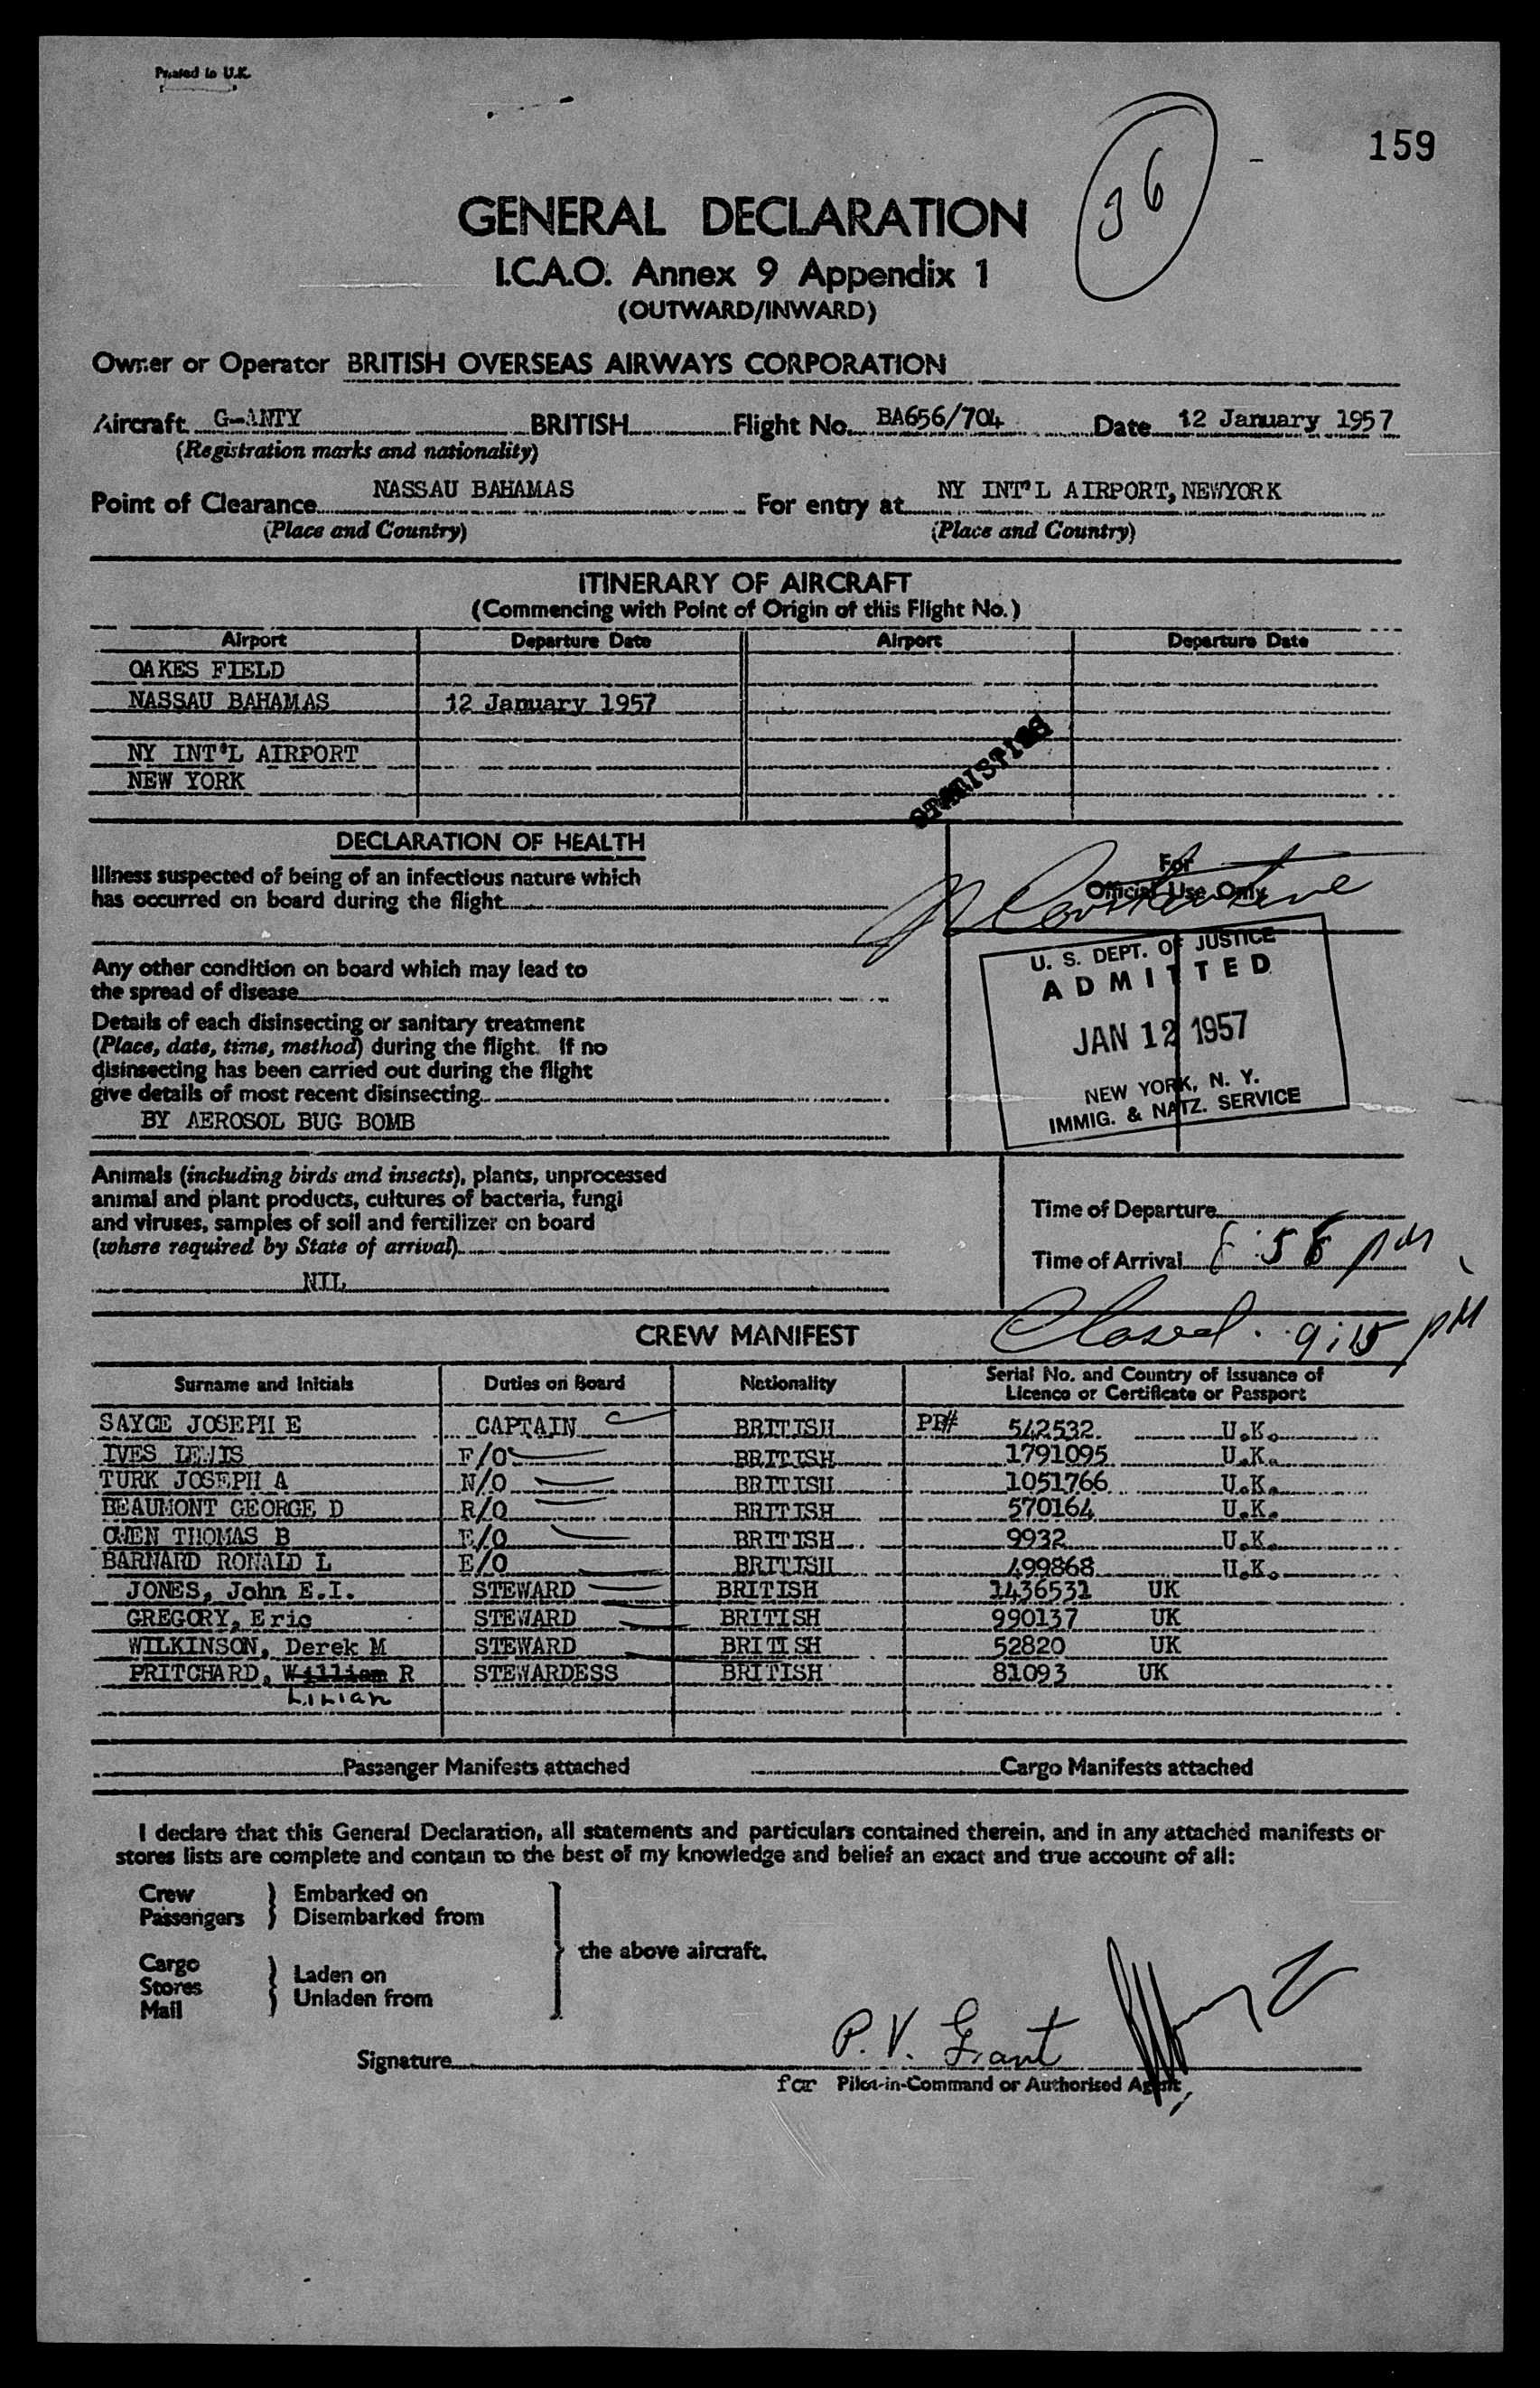 Printed in U.K.
159
36
GENERAL DECLARATION
I.C.A.O. Annex 9 Appendix 1
(OUTWARD/INWARD)
Owner or Operator BRITISH OVERSEAS AIRWAYS CORPORATION
Aircraft G-ANTY BRITISH Flight No. BA656/704 Date 12 January 1957
(Registration marks and nationality)
Point of Clearance NASSAU BAHAMAS For entry at NY INT'L AIRPORT, NEWYORK
(Place and Country) (Place and Country)
ITINERARY OF AIRCRAFT
(Commencing with Point of Origin of this Flight No.)
Airport Departure Date Airport Departure Date
OAKES FIELD
NASSAU BAHAMAS 12 January 1957
NY INT'L AIRPORT
NEW YORK
STATISTICS
DECLARATION OF HEALTH
For
Official Use Only
Illness suspected of being of an infectious nature which
has occurred on board during the flight
Any other condition on board which may lead to
the spread of disease
Details of each disinsecting or sanitary treatment
(Place, date, time, method) during the flight. If no
disinsecting has been carried out during the flight
give details of most recent disinsecting
BY AEROSOL BUG BOMB
U. S. DEPT. OF JUSTICE
ADMITTED
JAN 12 1957
NEW YORK, N. Y.
IMMIG. & NATZ. SERVICE
Animals (including birds and insects), plants, unprocessed
animal and plant products, cultures of bacteria, fungi
and viruses, samples of soil and fertilizer on board
(where required by State of arrival)
NIL
Time of Departure
Time of Arrival :58 pm
Closed. 9:15 PM
CREW MANIFEST
Surname and Initials Duties on Board Nationality Serial No. and Country of Issuance of
Licence or Certificate or Passport
SAYCE JOSEPH E CAPTAIN BRITISH PP# 542532 U.K.
IVES LEWIS F/O BRITISH 1791095 U.K.
TURK JOSEPH A N/O BRITISH 1051766 U.K.
BEAUMONT GEORGE D R/O BRITISH 570164 U.K.
OWEN THOMAS B E/O BRITISH 9932 U.K.
BARNARD RONALD L E/O BRITISH 499868 U.K.
JONES, John E.I. STEWARD BRITISH 1436531 UK
GREGORY, Eric STEWARD BRITISH 990137 UK
WILKINSON, Derek M STEWARD BRITISH 52820 UK
PRITCHARD, William R STEWARDESS BRITISH 81093 UK
LILIAN
Passenger Manifests attached Cargo Manifests attached
I declare that this General Declaration, all statements and particulars contained therein, and in any attached manifests or
stores lists are complete and contain to the best of my knowledge and belief an exact and true account of all:
Crew
Passengers
Embarked on
Disembarked from
Cargo
Stores
Mail
Laden on
Unladen from
the above aircraft.
Signature P. V. Grant
for Pilot-in-Command or Authorised Agent